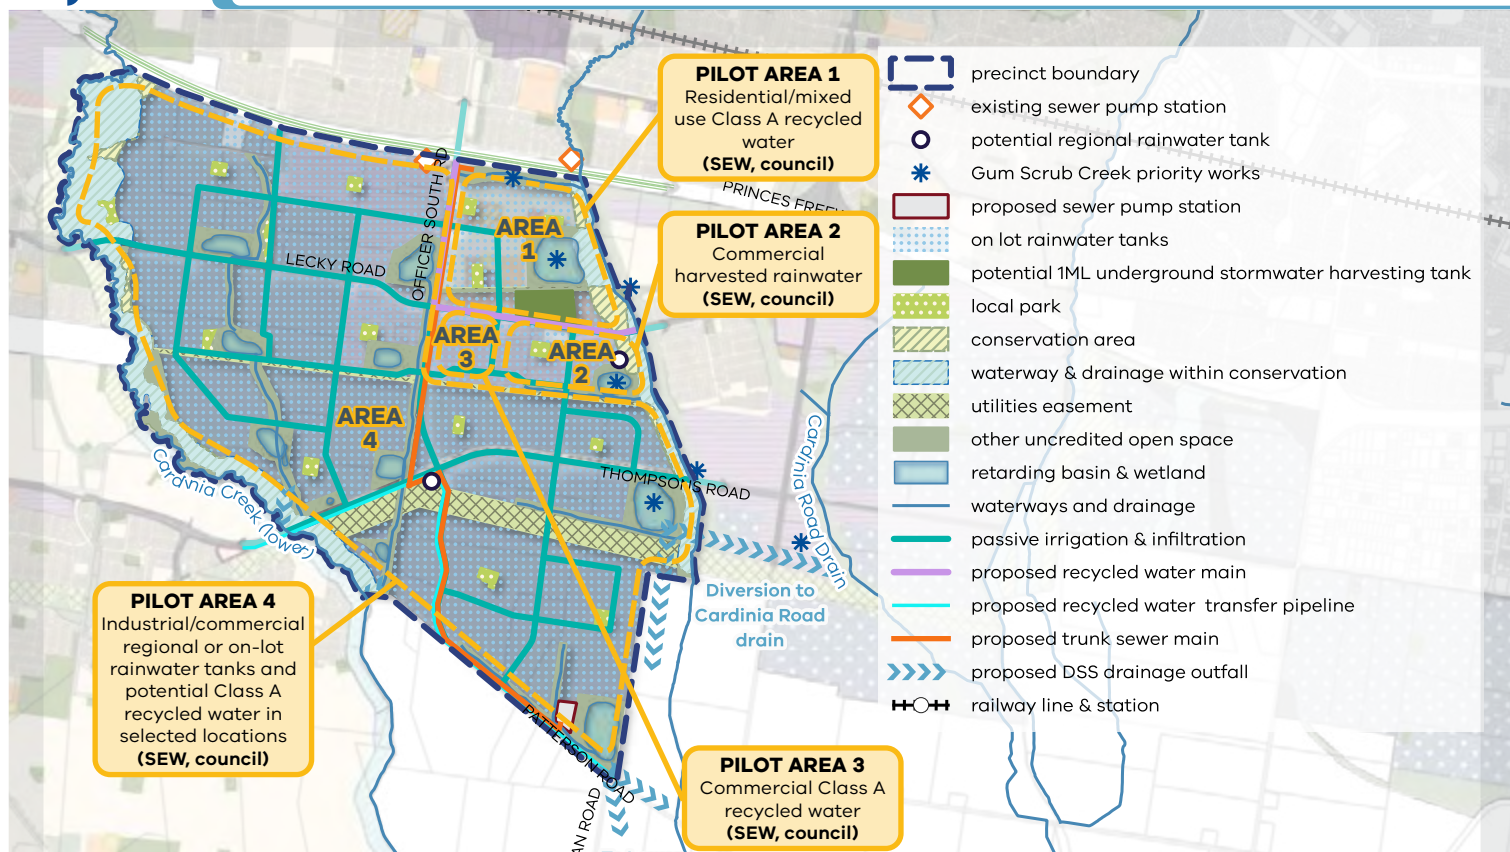 PILOT AREA 1
Residential/mixed
use Class A recycled
water
(SEW, council)
PILOT AREA 2
Commercial
harvested rainwater
(SEW, council)
PILOT AREA 4
Industrial/commercial
regional or on-lot
rainwater tanks and
potential Class A
recycled water in
selected locations
(SEW, council)
PILOT AREA 3
Commercial Class A
recycled water
(SEW, council)
PRINCES
OFFICER SOUTH RD
LECKY ROAD
AREA
1
AREA
2
AREA
3
AREA
4
THOMPSONS ROAD
Cardinia Creek (lower)
Cardinia Road Drain
Diversion to
Cardinia Road
drain
PATTERSON ROAD
ROAD
precinct boundary
existing sewer pump station
potential regional rainwater tank
Gum Scrub Creek priority works
proposed sewer pump station
on lot rainwater tanks
potential 1ML underground stormwater harvesting tank
local park
conservation area
waterway & drainage within conservation
utilities easement
other uncredited open space
retarding basin & wetland
waterways and drainage
passive irrigation & infiltration
proposed recycled water main
proposed recycled water transfer pipeline
proposed trunk sewer main
proposed DSS drainage outfall
railway line & station